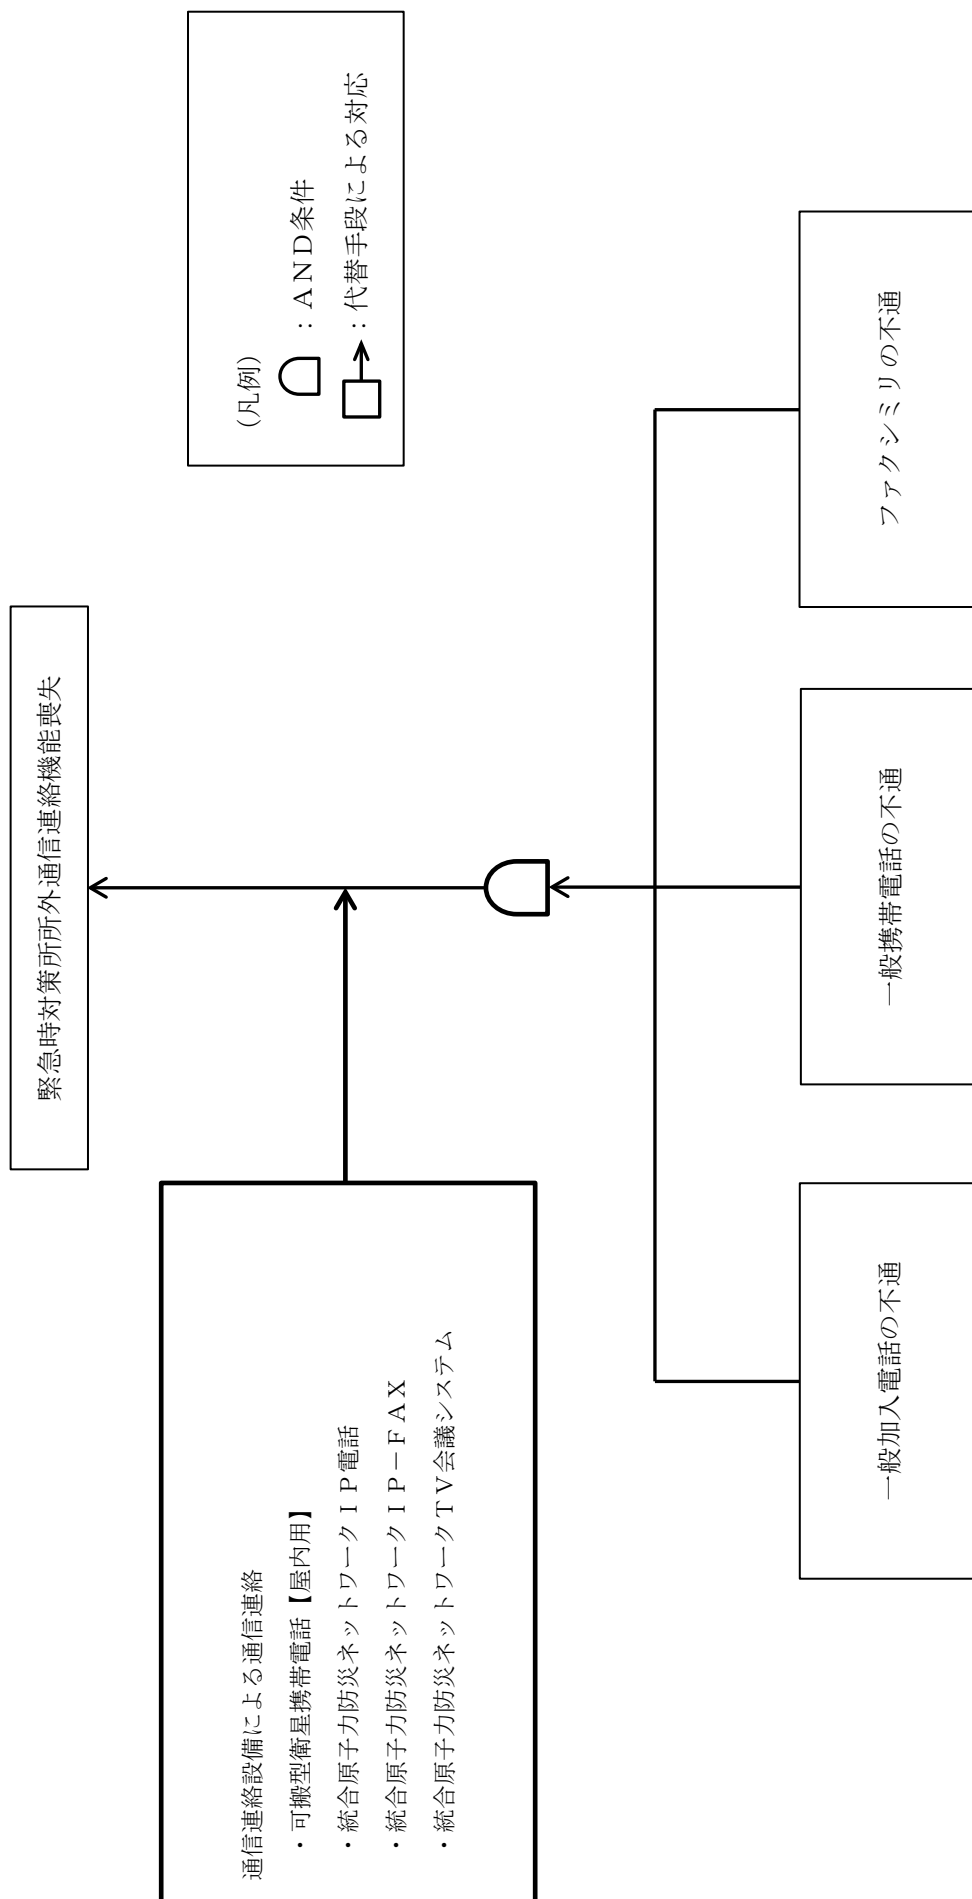 緊急時対策所所外通信連絡機能喪失
(凡例)
：ＡＮＤ条件
：代替手段による対応
通信連絡設備による通信連絡
・可搬型衛星携帯電話【屋内用】
・統合原子力防災ネットワークＩＰ電話
・統合原子力防災ネットワークＩＰ－ＦＡＸ
・統合原子力防災ネットワークＴＶ会議システム
一般加入電話の不通
一般携帯電話の不通
ファクシミリの不通